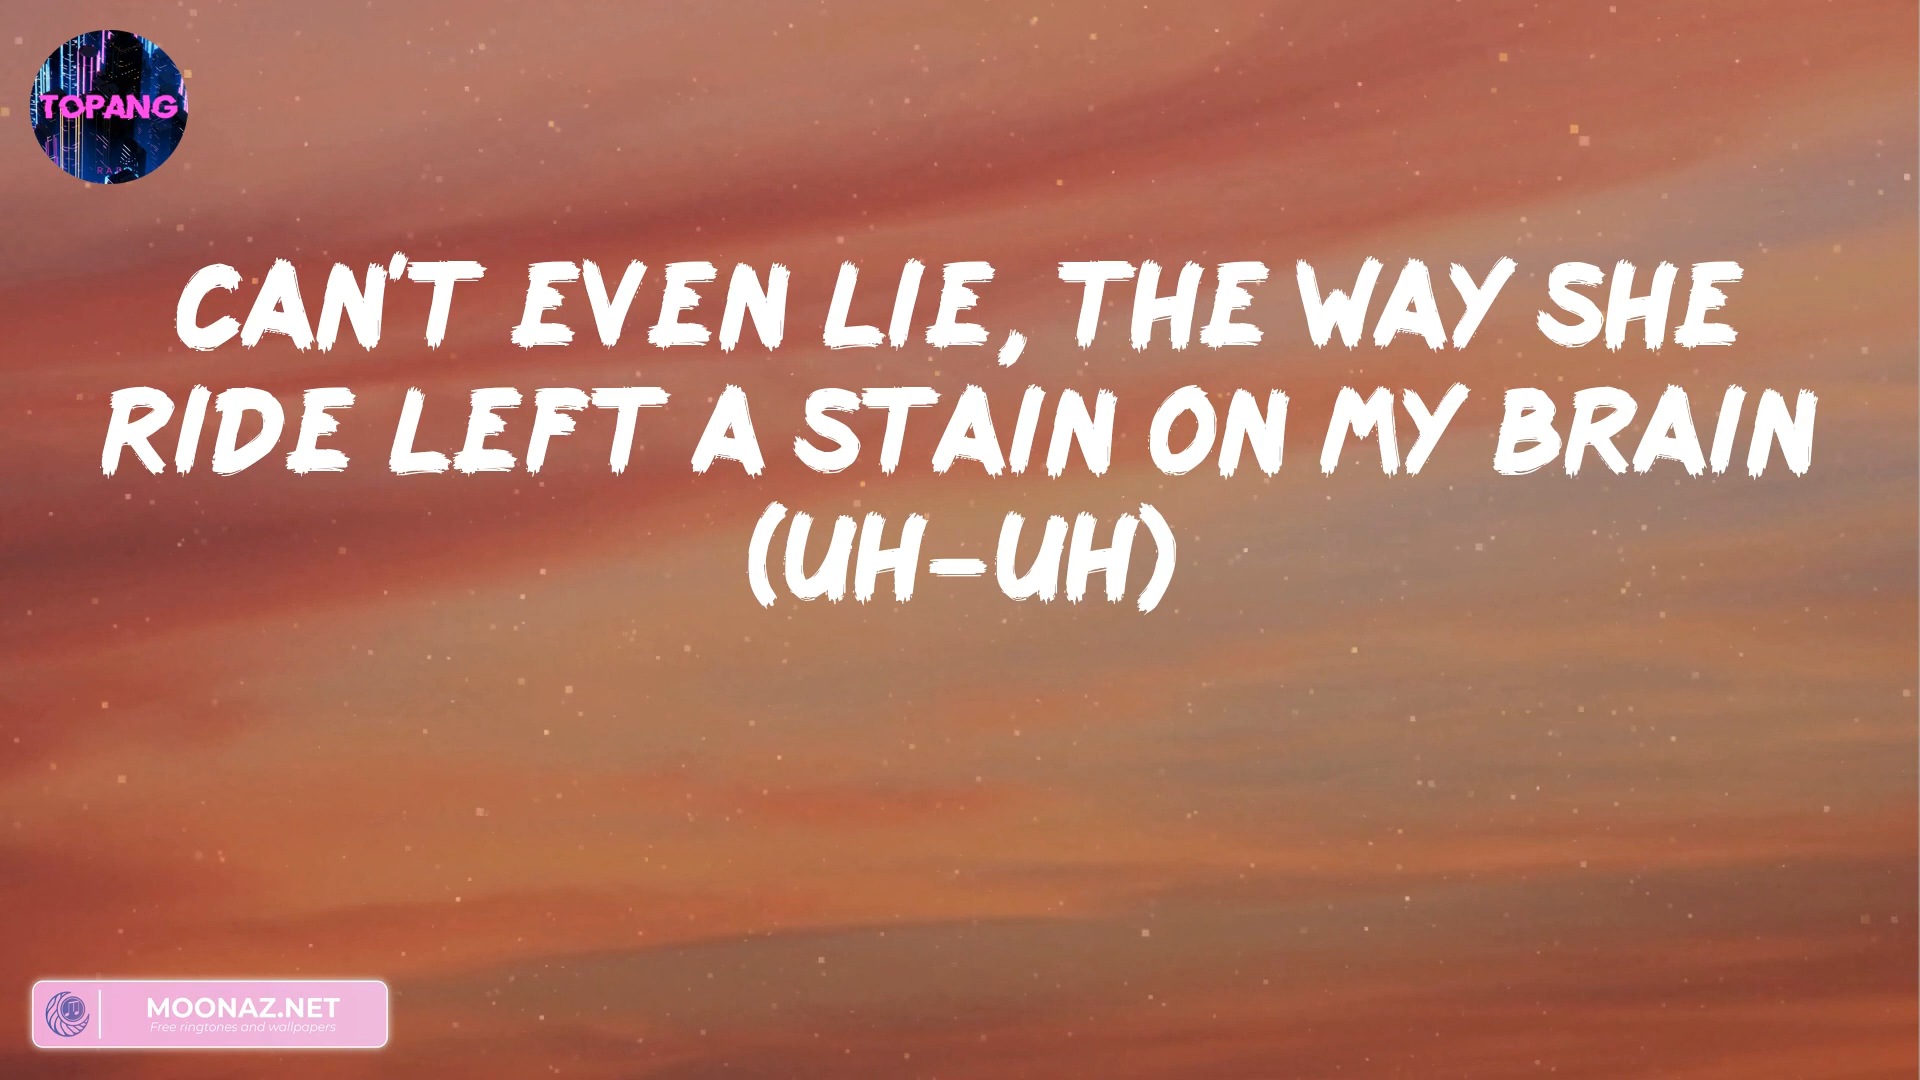 TOPANG
CAN'T EVEN LIE, THE WAY SHE
RIDE LEFT A STAIN ON MY BRAIN
(UH-UH)
MOONAZ.NET
Free ringtones and wallpapers